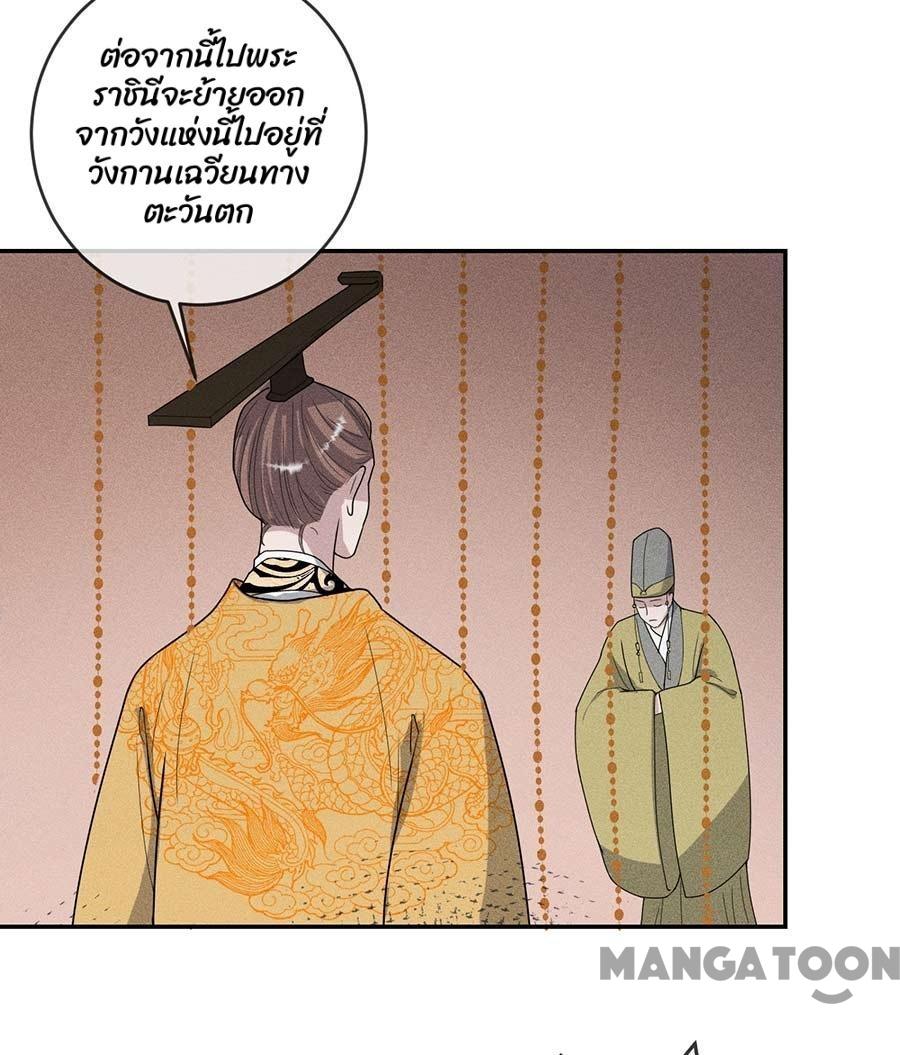 ต่อจากนี้ไปพระ
ราชินีจะย้ายออก
จากวังแห่งนี้ไปอยู่ที่
วังกานเฉวียนทาง
ตะวันตก
MANGATOON